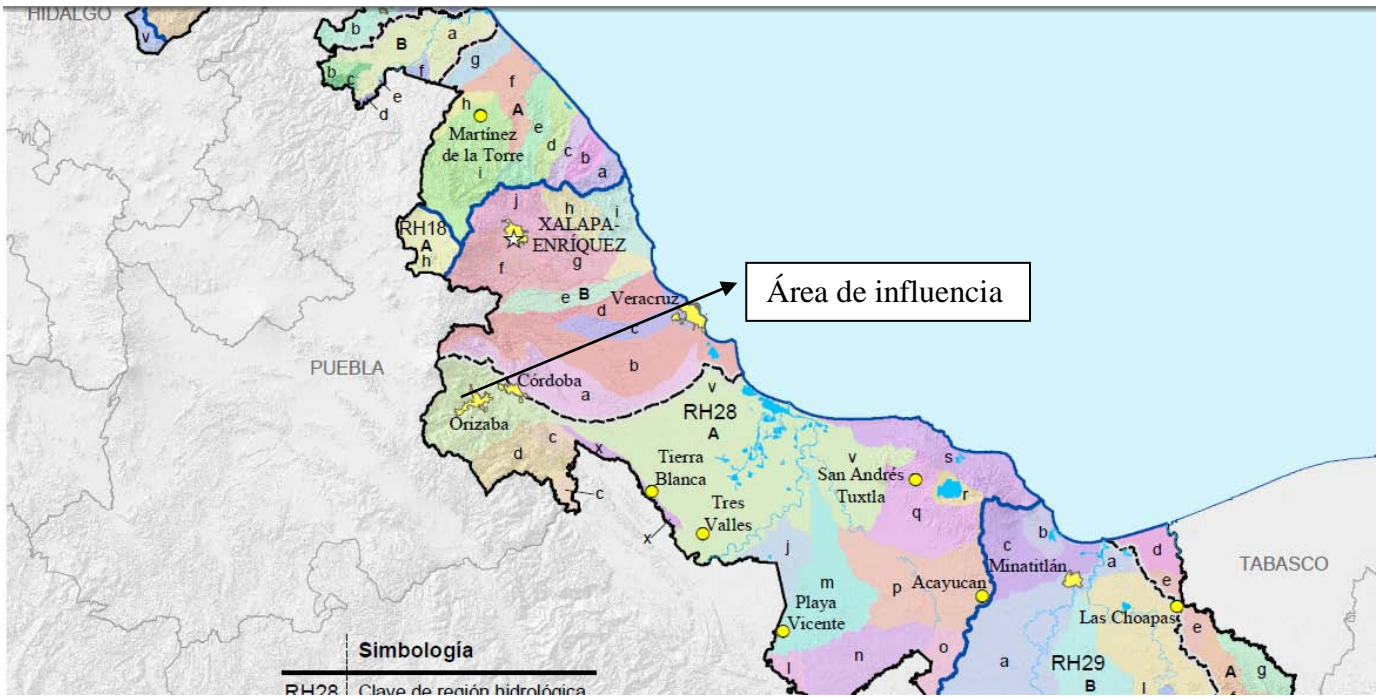 HIDALGO
b
v
B
a
g
b
c
f
e
d
f
h
A
Martínez
de la Torre
e
d
c
b
a
i
j
h
i
RH18
A
h
XALAPA-
ENRÍQUEZ
f
g
e
B
Veracruz
d
c
Área de influencia
PUEBLA
b
Córdoba
a
v
Orizaba
RH28
A
c
d
x
c
Tierra
Blanca
v
San Andrés
Tuxtla
s
r
q
Tres
Valles
x
j
c
b
Minatitlán
a
d
e
TABASCO
m
p
Acayucan
Playa
Vicente
Las Choapas
e
l
n
o
a
RH29
B
l
A
g
Simbología
RH28
Clave de región hidrológica